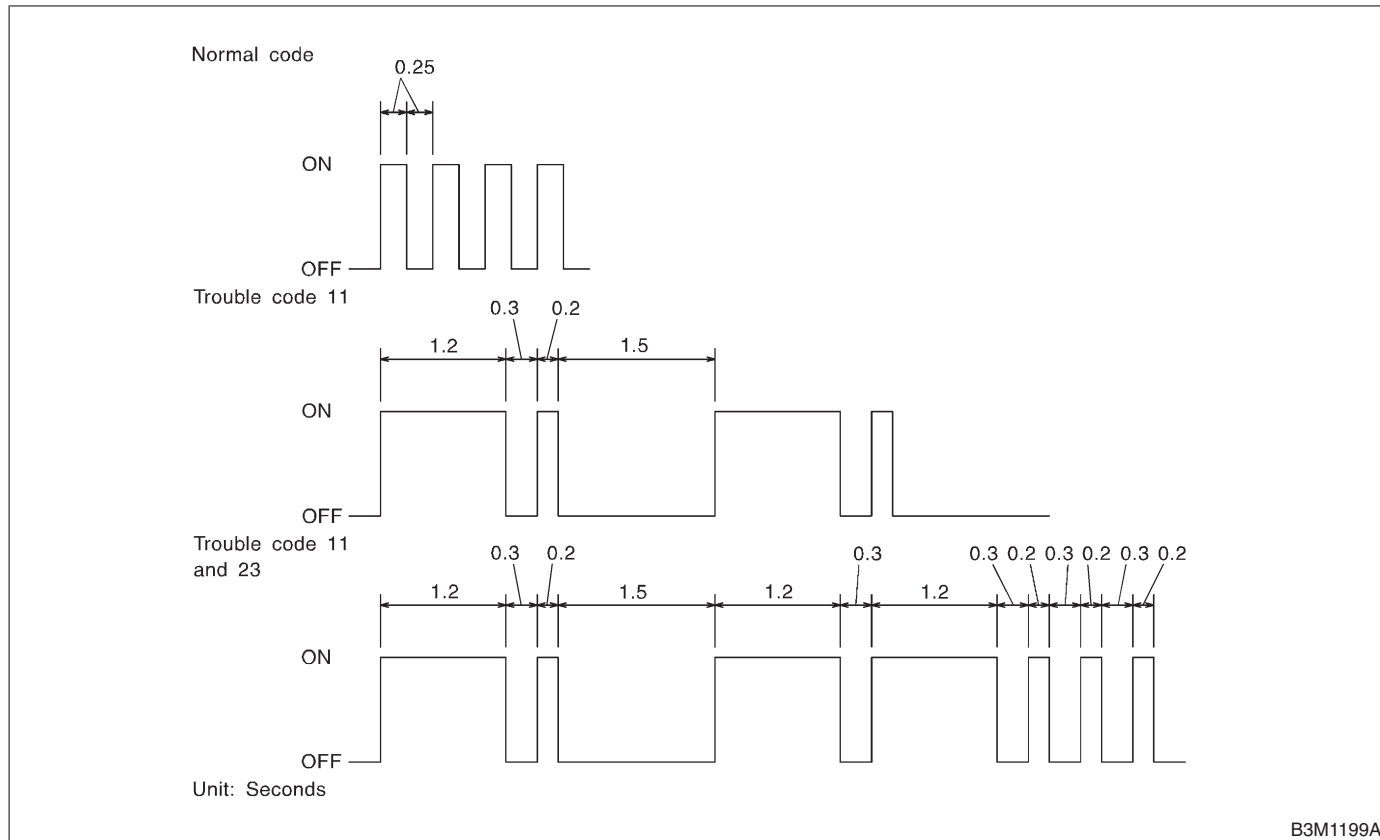 Normal code
0.25
ON
OFF
Trouble code 11
0.3 0.2
1.2 1.5
ON
OFF
Trouble code 11
and 23
0.3 0.2 0.3 0.3 0.2 0.3 0.2 0.3 0.2
1.2 1.5 1.2 1.2
ON
OFF
Unit: Seconds
B3M1199A